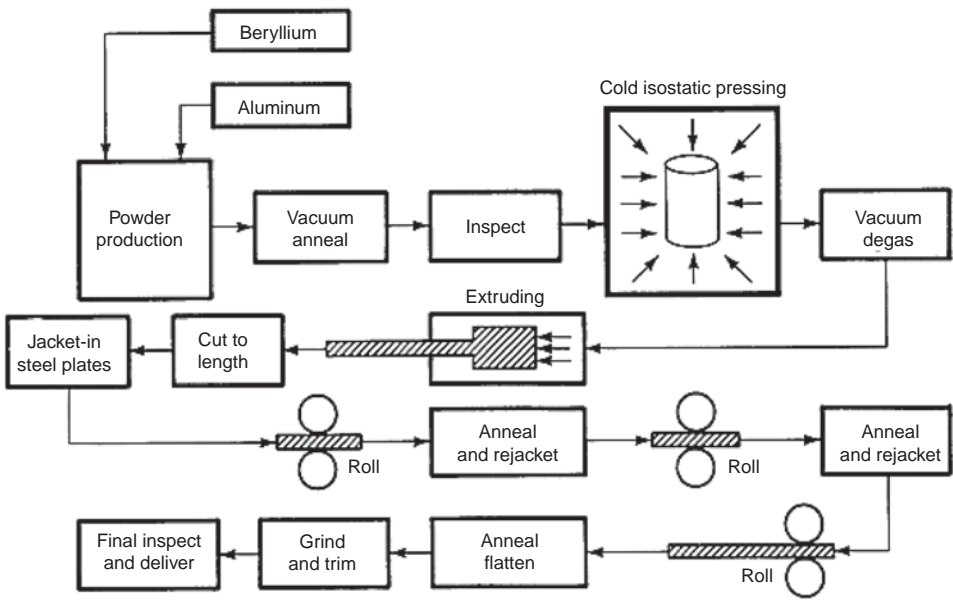 Beryllium
Aluminum
Cold isostatic pressing
Powder
production
Vacuum
anneal
Inspect
Vacuum
degas
Extruding
Jacket-in
steel plates
Cut to
length
Roll
Anneal
and rejacket
Roll
Anneal
and rejacket
Final inspect
and deliver
Grind
and trim
Anneal
flatten
Roll